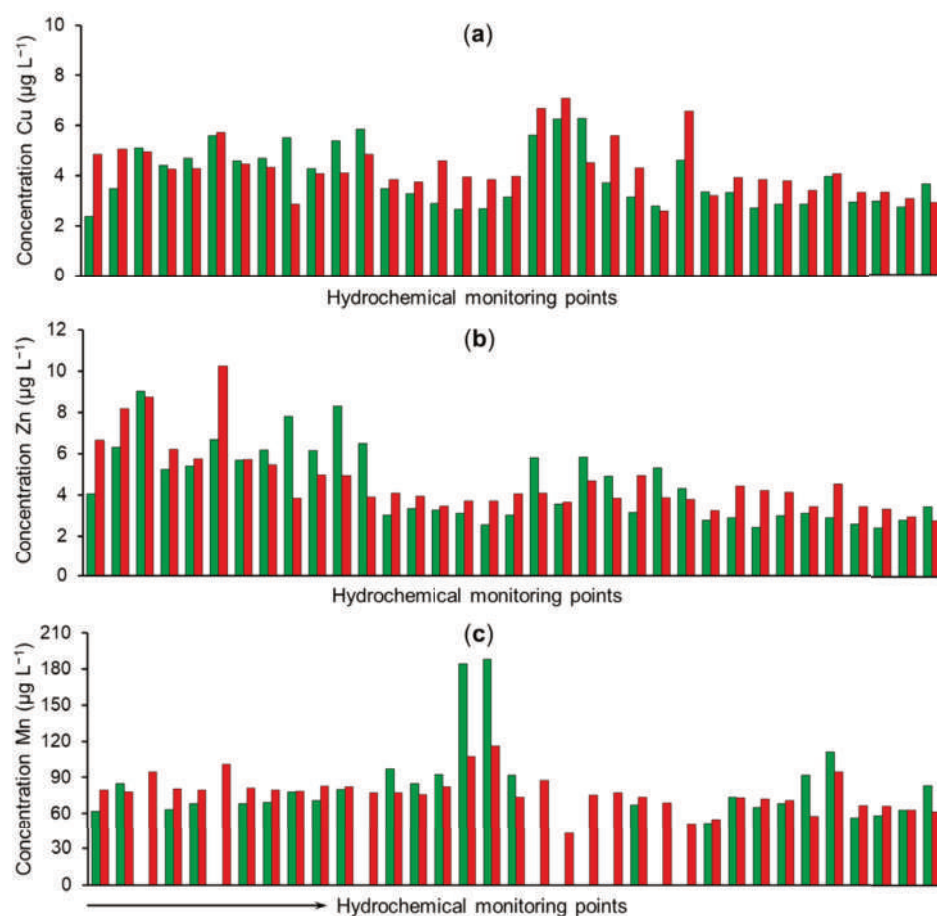 (a)
Concentration Cu (µg L⁻¹)
10
8
6
4
2
0
Hydrochemical monitoring points
(b)
Concentration Zn (µg L⁻¹)
12
10
8
6
4
2
0
Hydrochemical monitoring points
(c)
Concentration Mn (µg L⁻¹)
210
180
150
120
90
60
30
0
Hydrochemical monitoring points